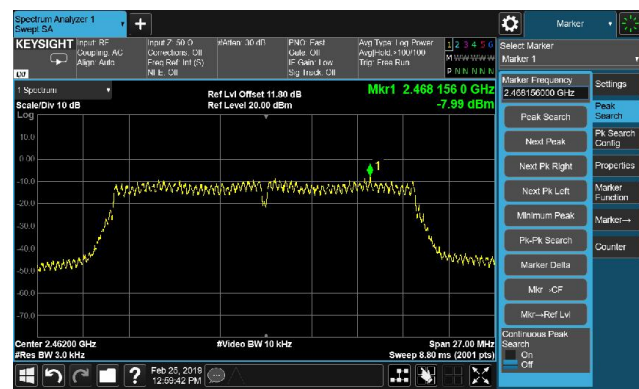 Spectrum Analyzer 1
Swept SA
Marker
KEYSIGHT
Input: RF
Coupling: AC
Align: Auto
Input Z: 50 Ω
Corrections: Off
Freq Ref: Int (S)
NFE: Off
#Atten: 30 dB
PNO: Fast
Gate: Off
IF Gain: Low
Sig Track: Off
Avg Type: Log Power
Avg|Hold: >100/100
Trig: Free Run
1 2 3 4 5 6
M W W W W W
P N N N N N
Select Marker
Marker 1
1 Spectrum
Scale/Div 10 dB
Log
Ref Lvl Offset 11.80 dB
Ref Level 20.00 dBm
Mkr1 2.468 156 0 GHz
-7.99 dBm
10.0
0.00
-10.0
-20.0
-30.0
-40.0
-50.0
-60.0
-70.0
1
Center 2.46200 GHz
#Res BW 3.0 kHz
#Video BW 10 kHz
Span 27.00 MHz
Sweep 8.80 ms (2001 pts)
Marker Frequency
2.468156000 GHz
Peak Search
Next Peak
Next Pk Right
Next Pk Left
Minimum Peak
Pk-Pk Search
Marker Delta
Mkr→CF
Mkr→Ref Lvl
Continuous Peak
Search
On
Off
Settings
Peak
Search
Pk Search
Config
Properties
Marker
Function
Marker→
Counter
Feb 25, 2019
12:59:42 PM